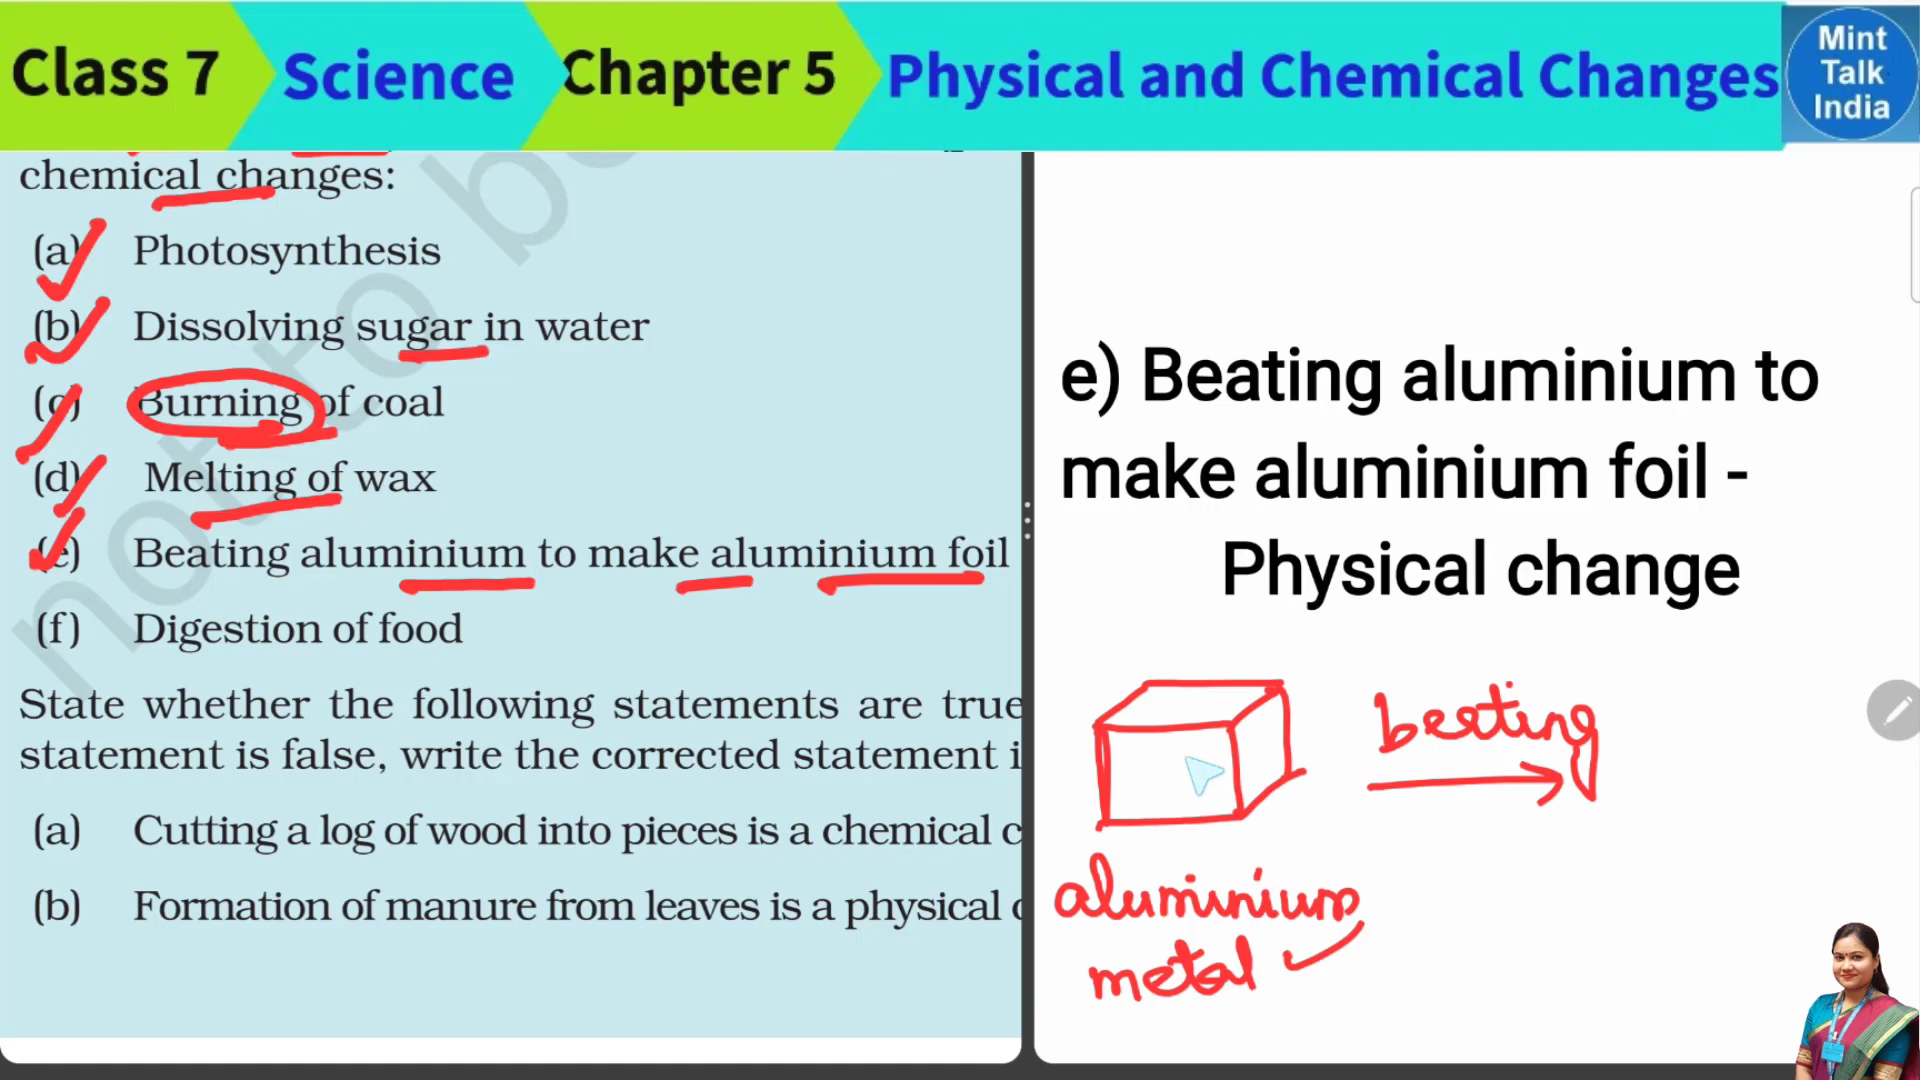 Class 7
Science
Chapter 5
Physical and Chemical Changes
Mint
Talk
India
chemical changes:
(a) Photosynthesis
(b) Dissolving sugar in water
(c) Burning of coal
(d) Melting of wax
(e) Beating aluminium to make aluminium foil
(f) Digestion of food
State whether the following statements are true
statement is false, write the corrected statement i
(a) Cutting a log of wood into pieces is a chemical c
(b) Formation of manure from leaves is a physical c
e) Beating aluminium to
make aluminium foil -
Physical change
beating
aluminium
metal
not to be